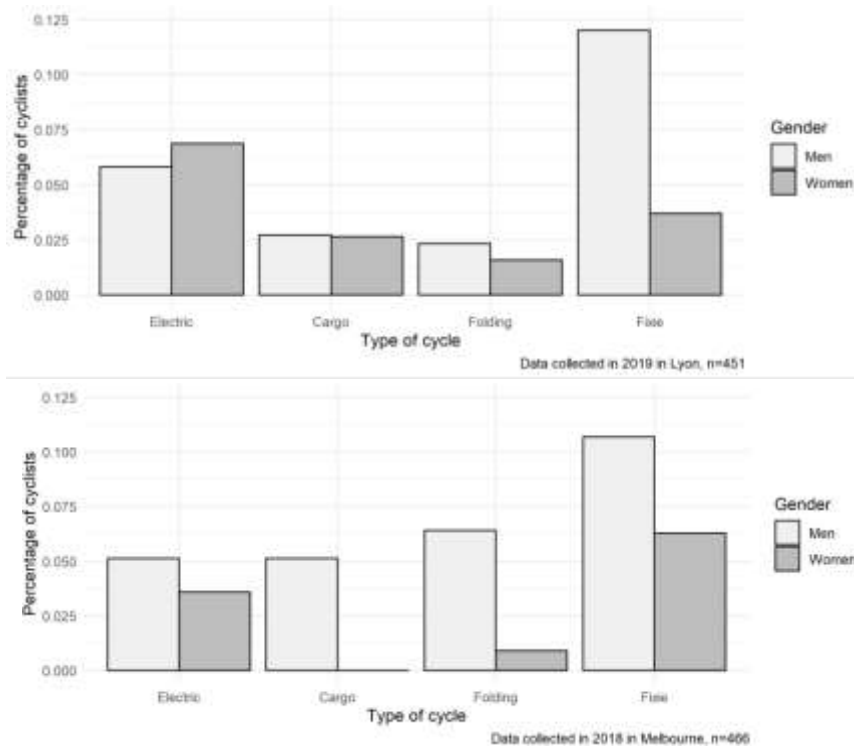 0.125
0.100
0.075
0.050
0.025
0.000
Percentage of cyclists
Electric
Cargo
Folding
Fixie
Type of cycle
Gender
Men
Women
Data collected in 2019 in Lyon, n=451
0.125
0.100
0.075
0.050
0.025
0.000
Percentage of cyclists
Electric
Cargo
Folding
Fixie
Type of cycle
Gender
Men
Women
Data collected in 2018 in Melbourne, n=466